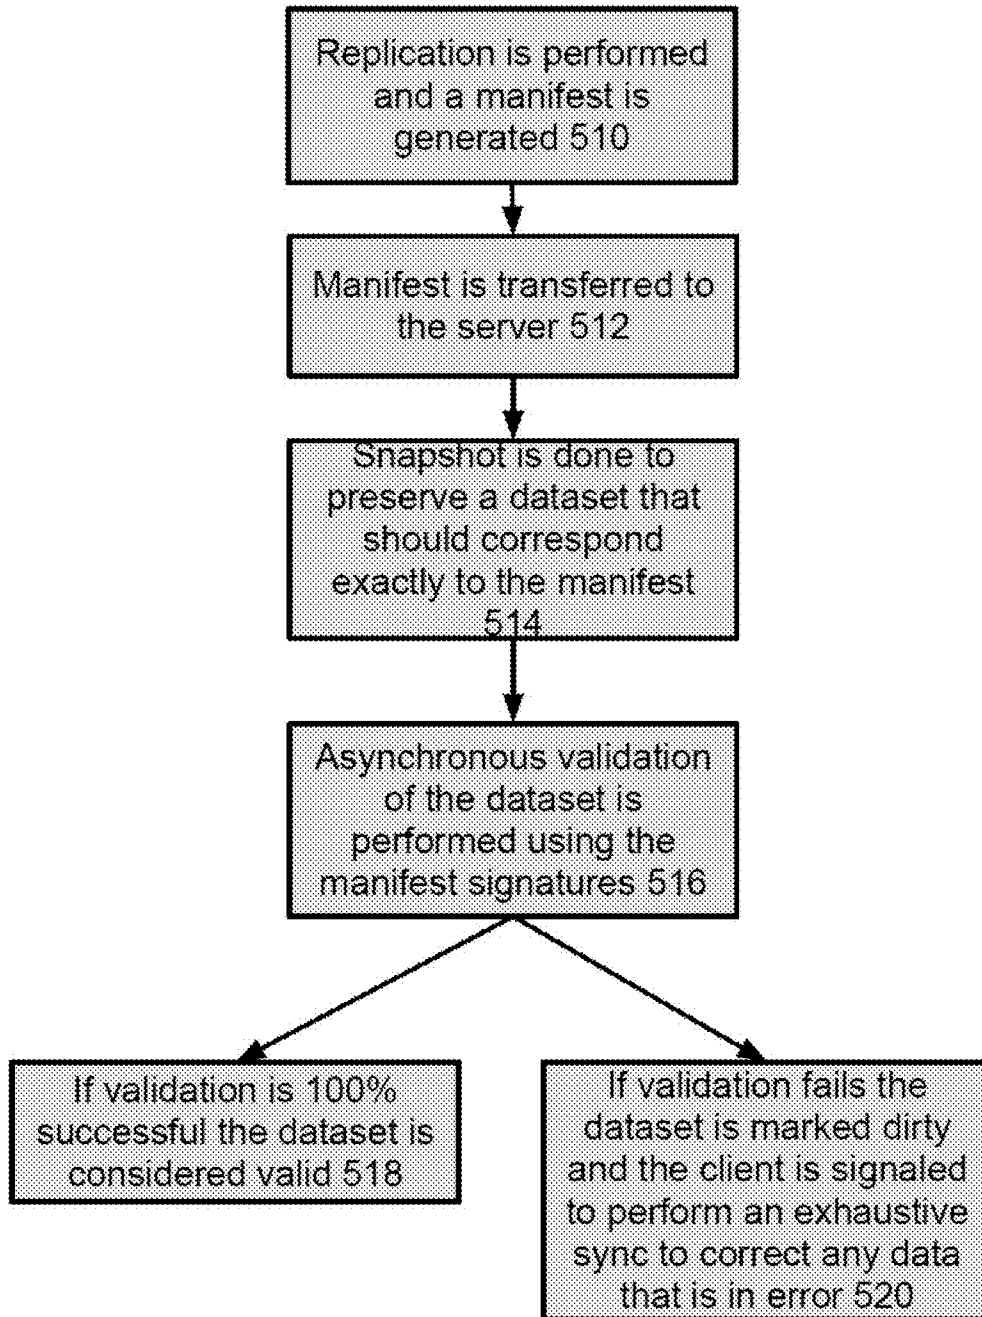 Replication is performed
and a manifest is
generated 510
Manifest is transferred to
the server 512
Snapshot is done to
preserve a dataset that
should correspond
exactly to the manifest
514
Asynchronous validation
of the dataset is
performed using the
manifest signatures 516
If validation is 100%
successful the dataset is
considered valid 518
If validation fails the
dataset is marked dirty
and the client is signaled
to perform an exhaustive
sync to correct any data
that is in error 520